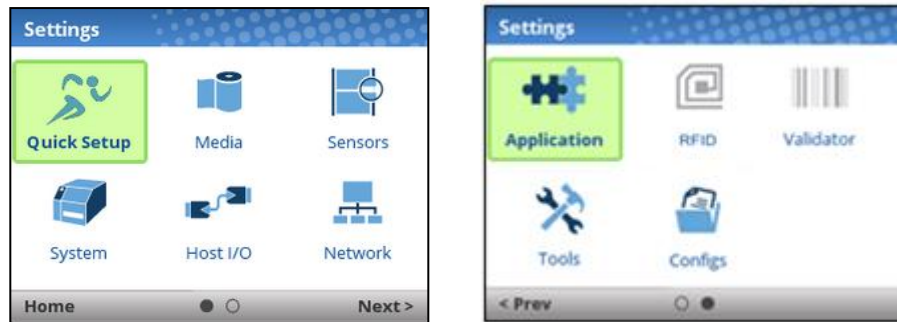 Settings
Quick Setup Media Sensors
System Host I/O Network
Home Next >
Settings
Application RFID Validator
Tools Configs
< Prev